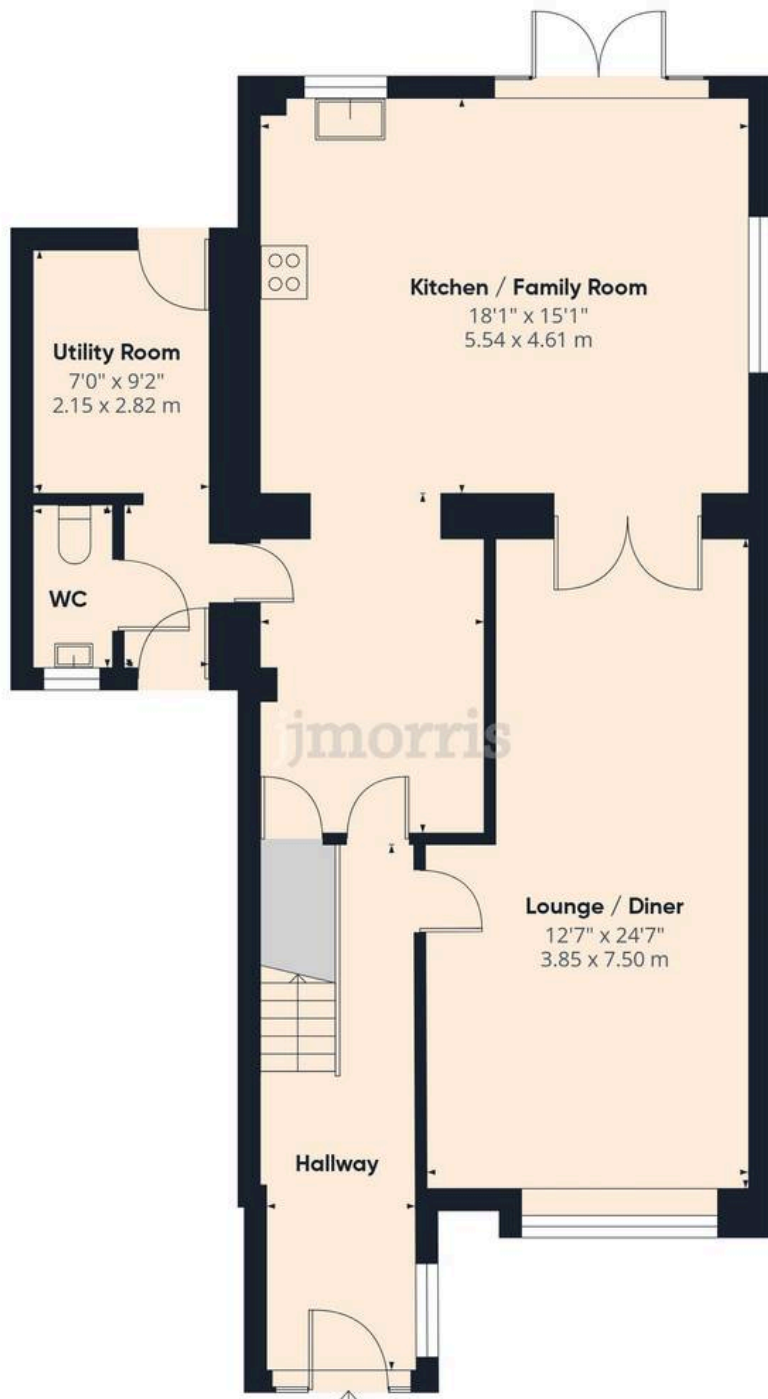 Kitchen / Family Room
18'1" x 15'1"
5.54 x 4.61 m
Utility Room
7'0" x 9'2"
2.15 x 2.82 m
WC
jjmorris
Lounge / Diner
12'7" x 24'7"
3.85 x 7.50 m
Hallway